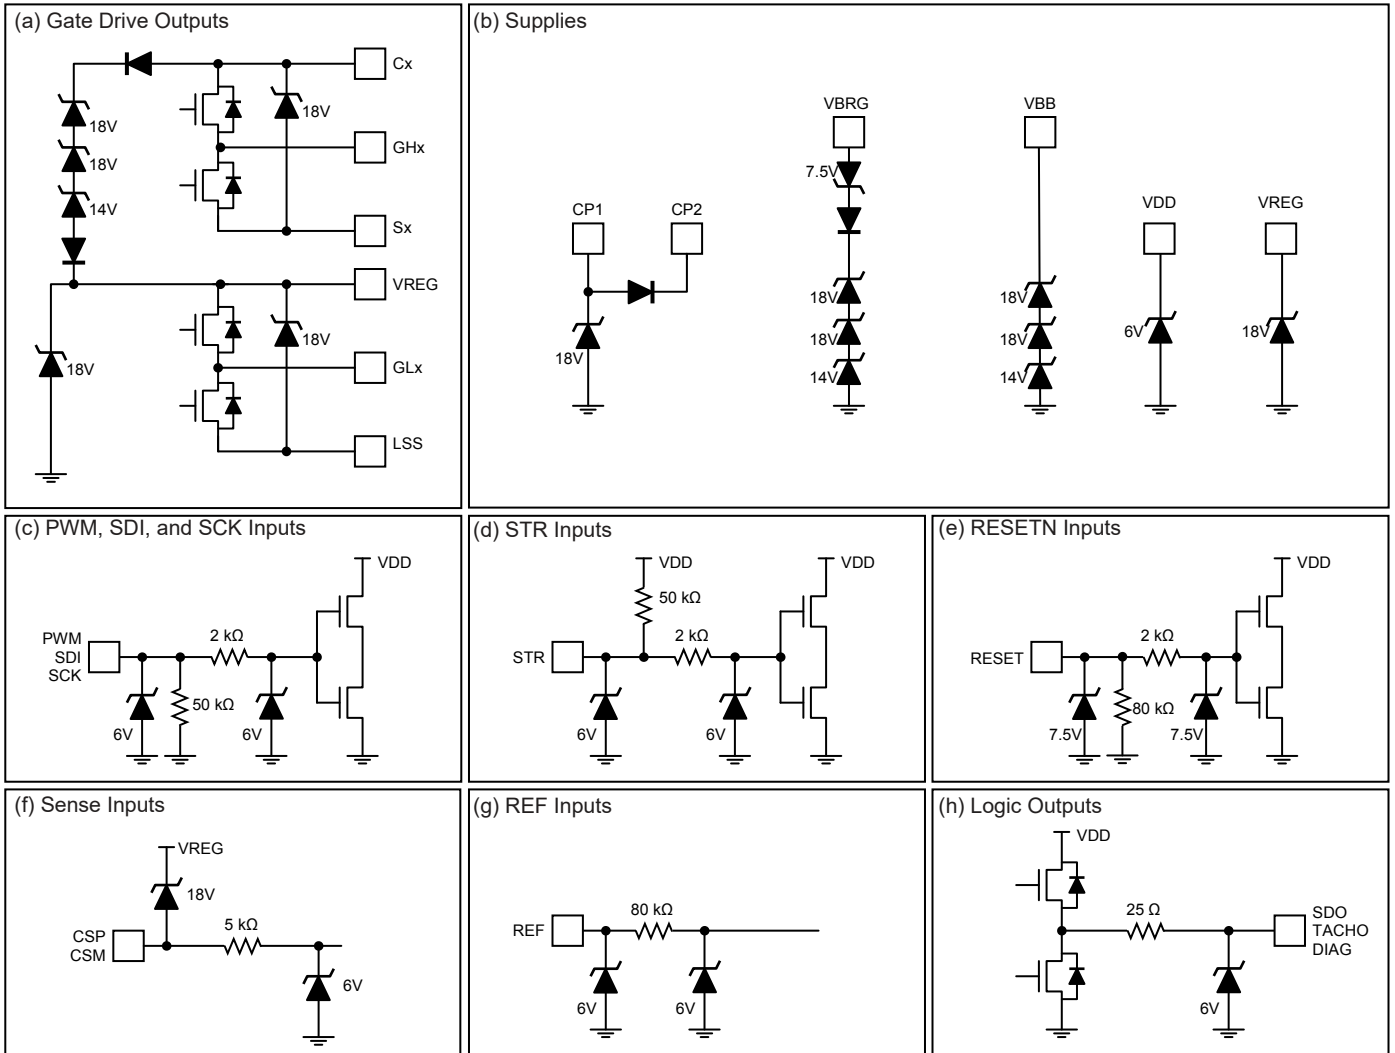 (a) Gate Drive Outputs
Cx
18V
18V
GHx
18V
14V
Sx
VREG
18V
18V
GLx
LSS
(b) Supplies
VBRG
VBB
7.5V
CP1
CP2
VDD
VREG
18V
18V
18V
18V
6V
18V
18V
14V
14V
(c) PWM, SDI, and SCK Inputs
VDD
PWM
SDI
SCK
2 kΩ
50 kΩ
6V
6V
(d) STR Inputs
VDD
VDD
50 kΩ
STR
2 kΩ
6V
6V
(e) RESETN Inputs
VDD
RESET
2 kΩ
80 kΩ
7.5V
7.5V
(f) Sense Inputs
VREG
18V
CSP
CSM
5 kΩ
6V
(g) REF Inputs
REF
80 kΩ
6V
6V
(h) Logic Outputs
VDD
25 Ω
SDO
TACHO
DIAG
6V